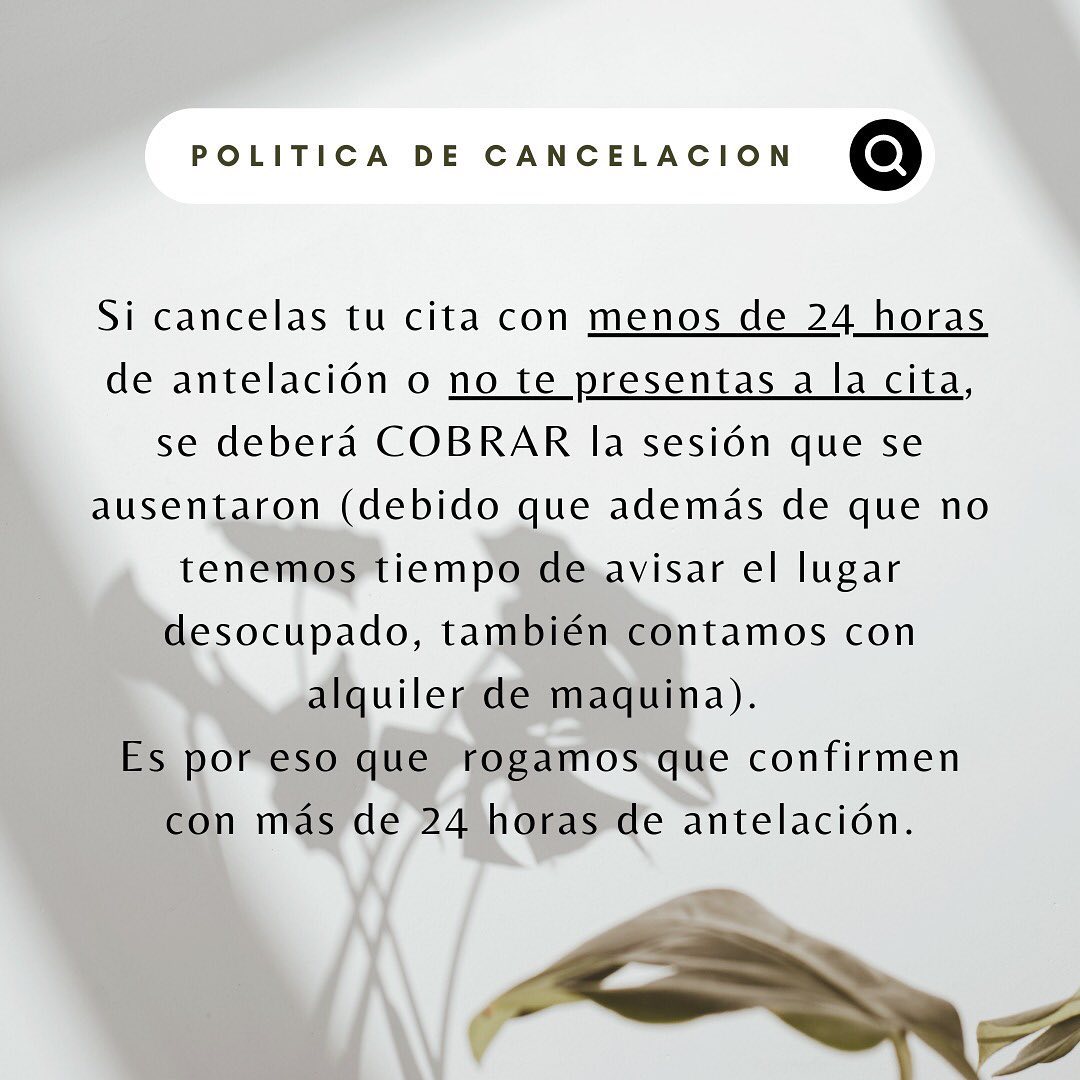 POLITICA DE CANCELACION
Si cancelas tu cita con menos de 24 horas
de antelación o no te presentas a la cita,
se deberá COBRAR la sesión que se
ausentaron (debido que además de que no
tenemos tiempo de avisar el lugar
desocupado, también contamos con
alquiler de maquina).
Es por eso que  rogamos que confirmen
con más de 24 horas de antelación.